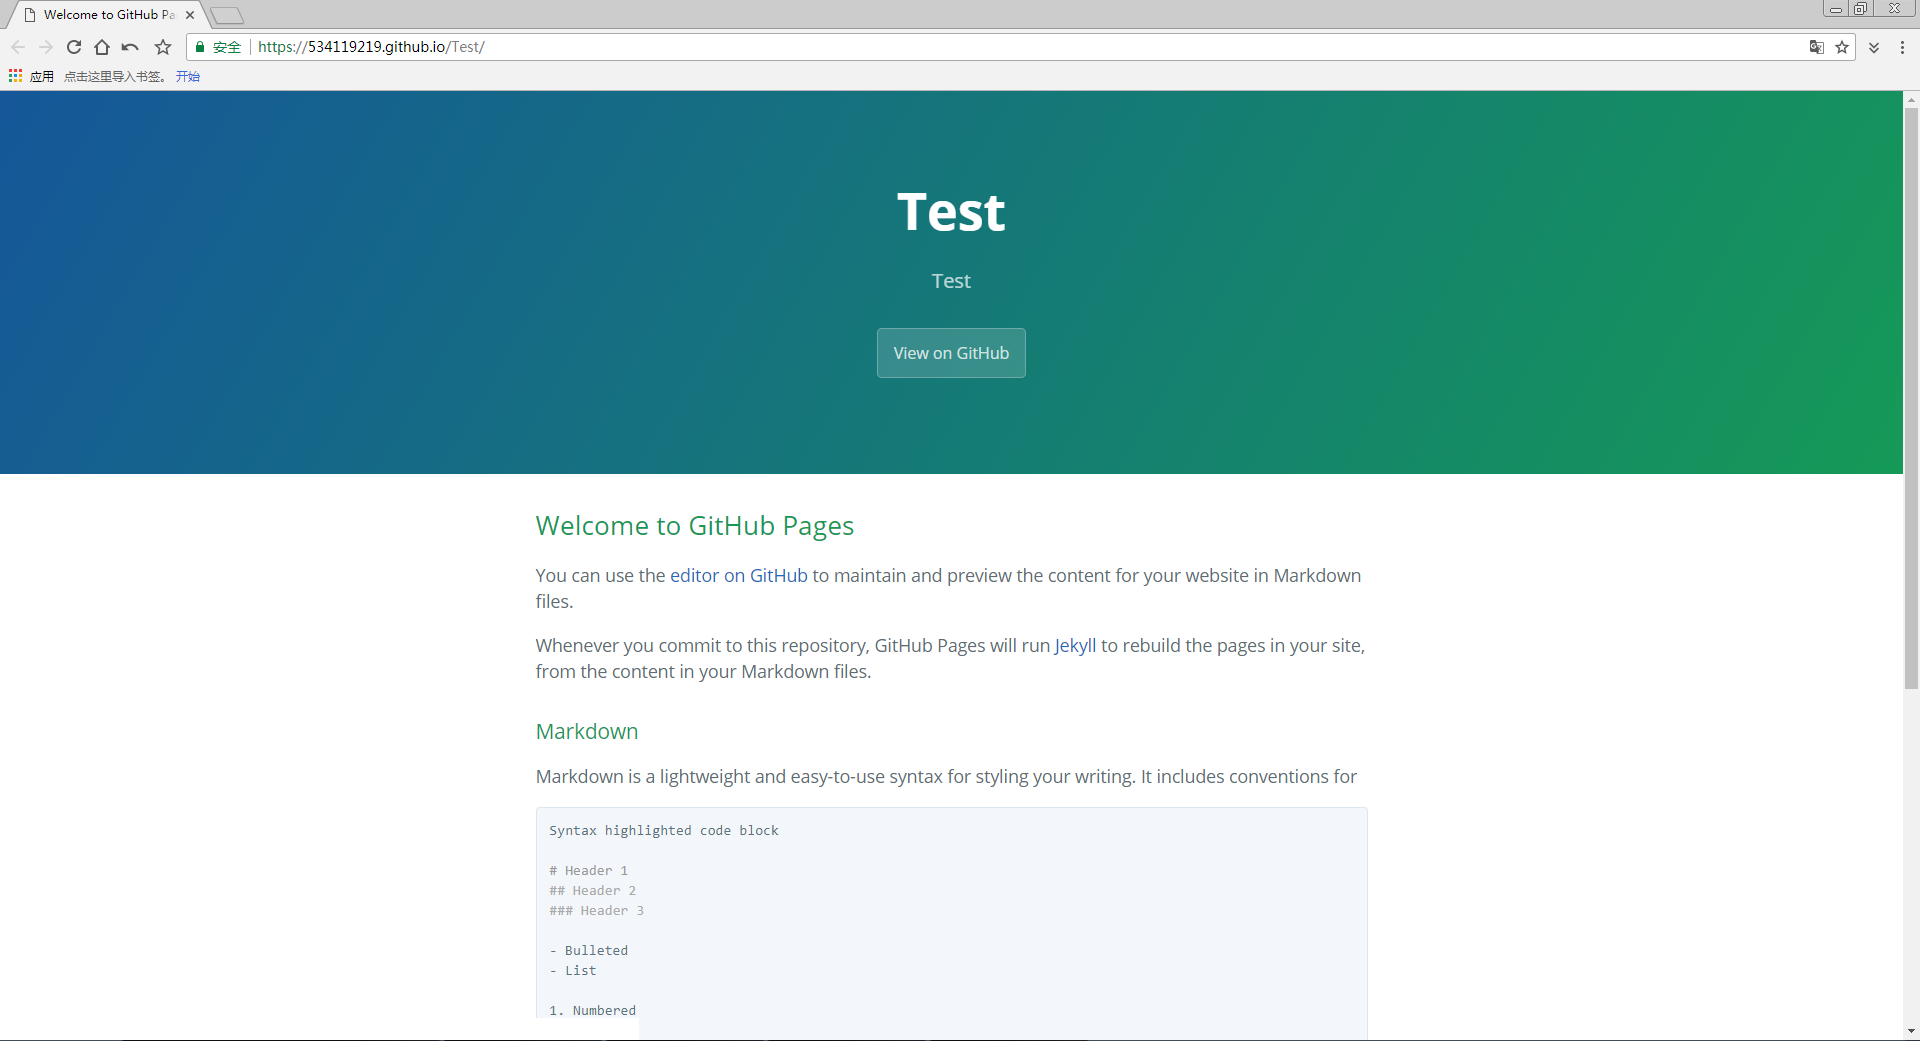 Welcome to GitHub Pa
安全 https://534119219.github.io/Test/
应用 点击这里导入书签。 开始
Test
Test
View on GitHub
Welcome to GitHub Pages
You can use the editor on GitHub to maintain and preview the content for your website in Markdown
files.
Whenever you commit to this repository, GitHub Pages will run Jekyll to rebuild the pages in your site,
from the content in your Markdown files.
Markdown
Markdown is a lightweight and easy-to-use syntax for styling your writing. It includes conventions for
Syntax highlighted code block
# Header 1
## Header 2
### Header 3
- Bulleted
- List
1. Numbered